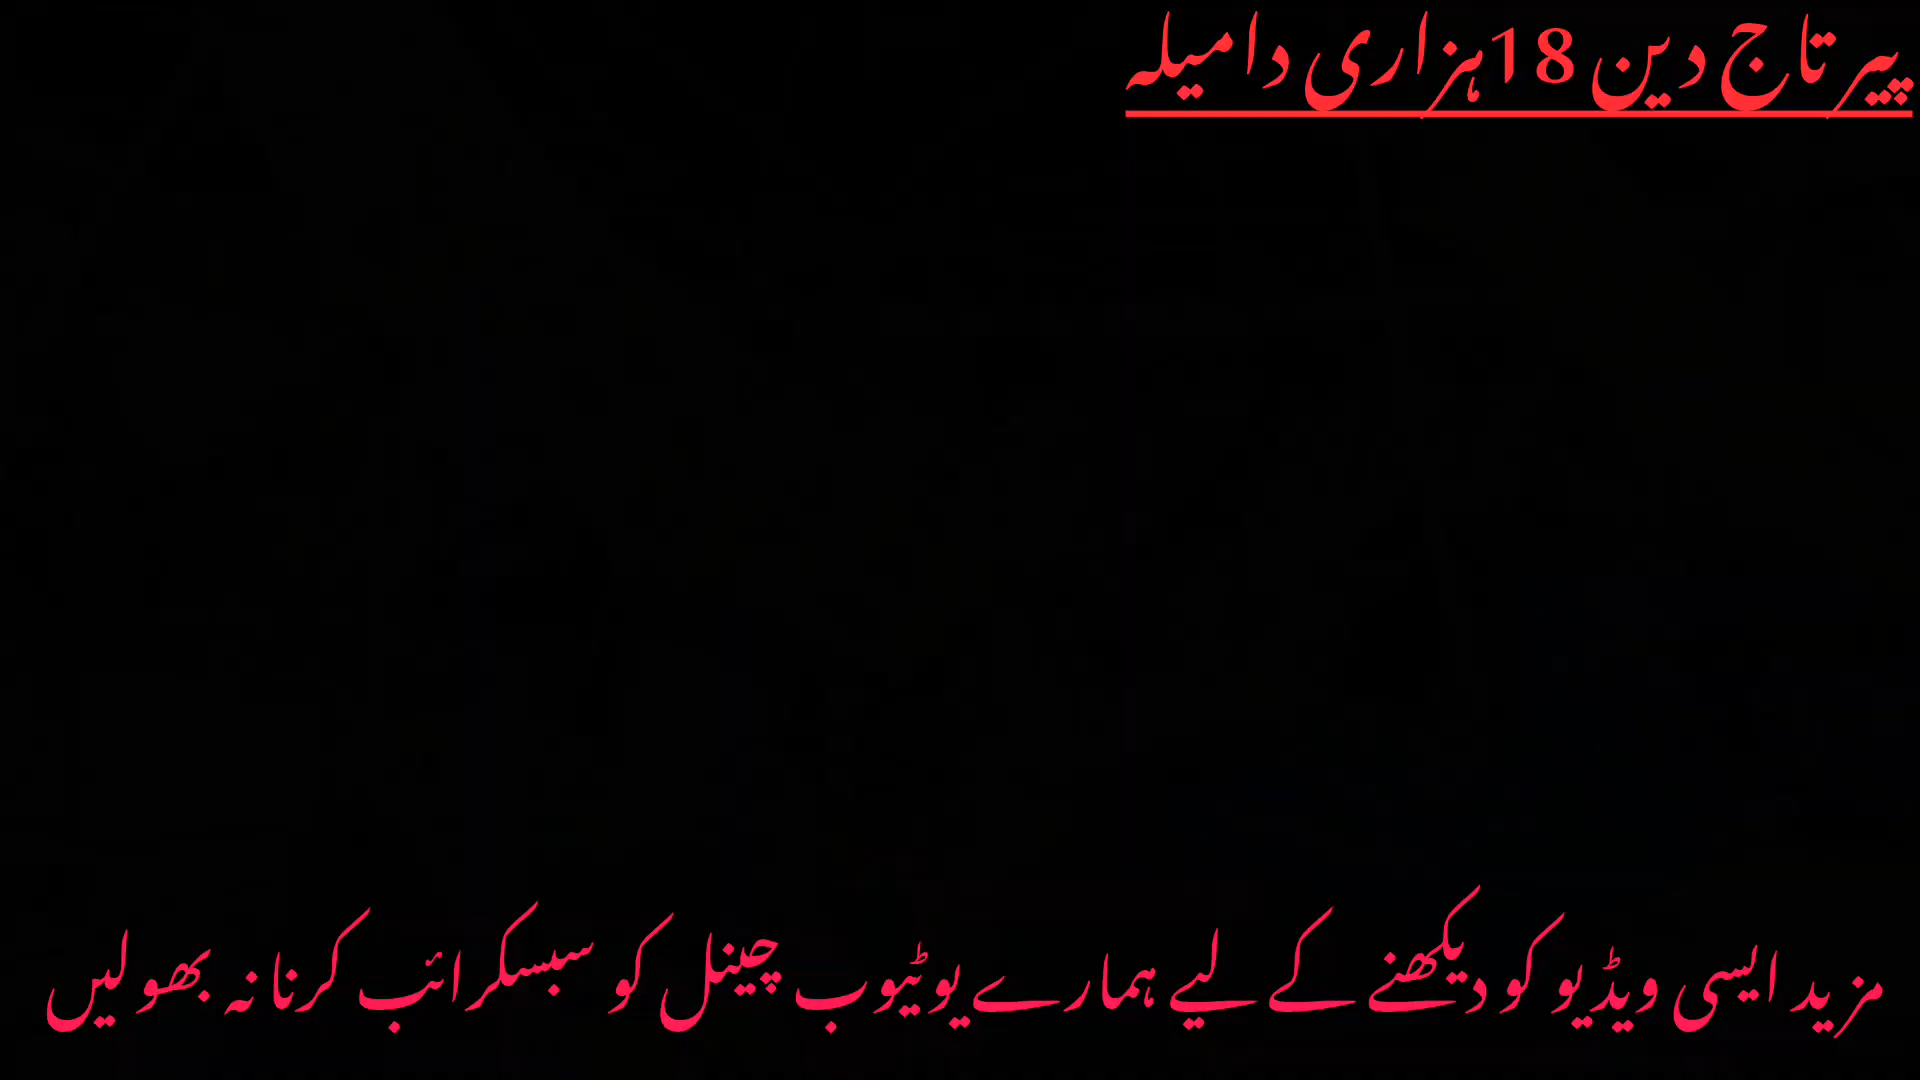 پیر تاج دین 18ہزاری دا میلہ
مزید ایسی ویڈیو کو دیکھنے کے لیے ہمارے یوٹیوب چینل کو سبسکرائب کرنا نہ بھولیں